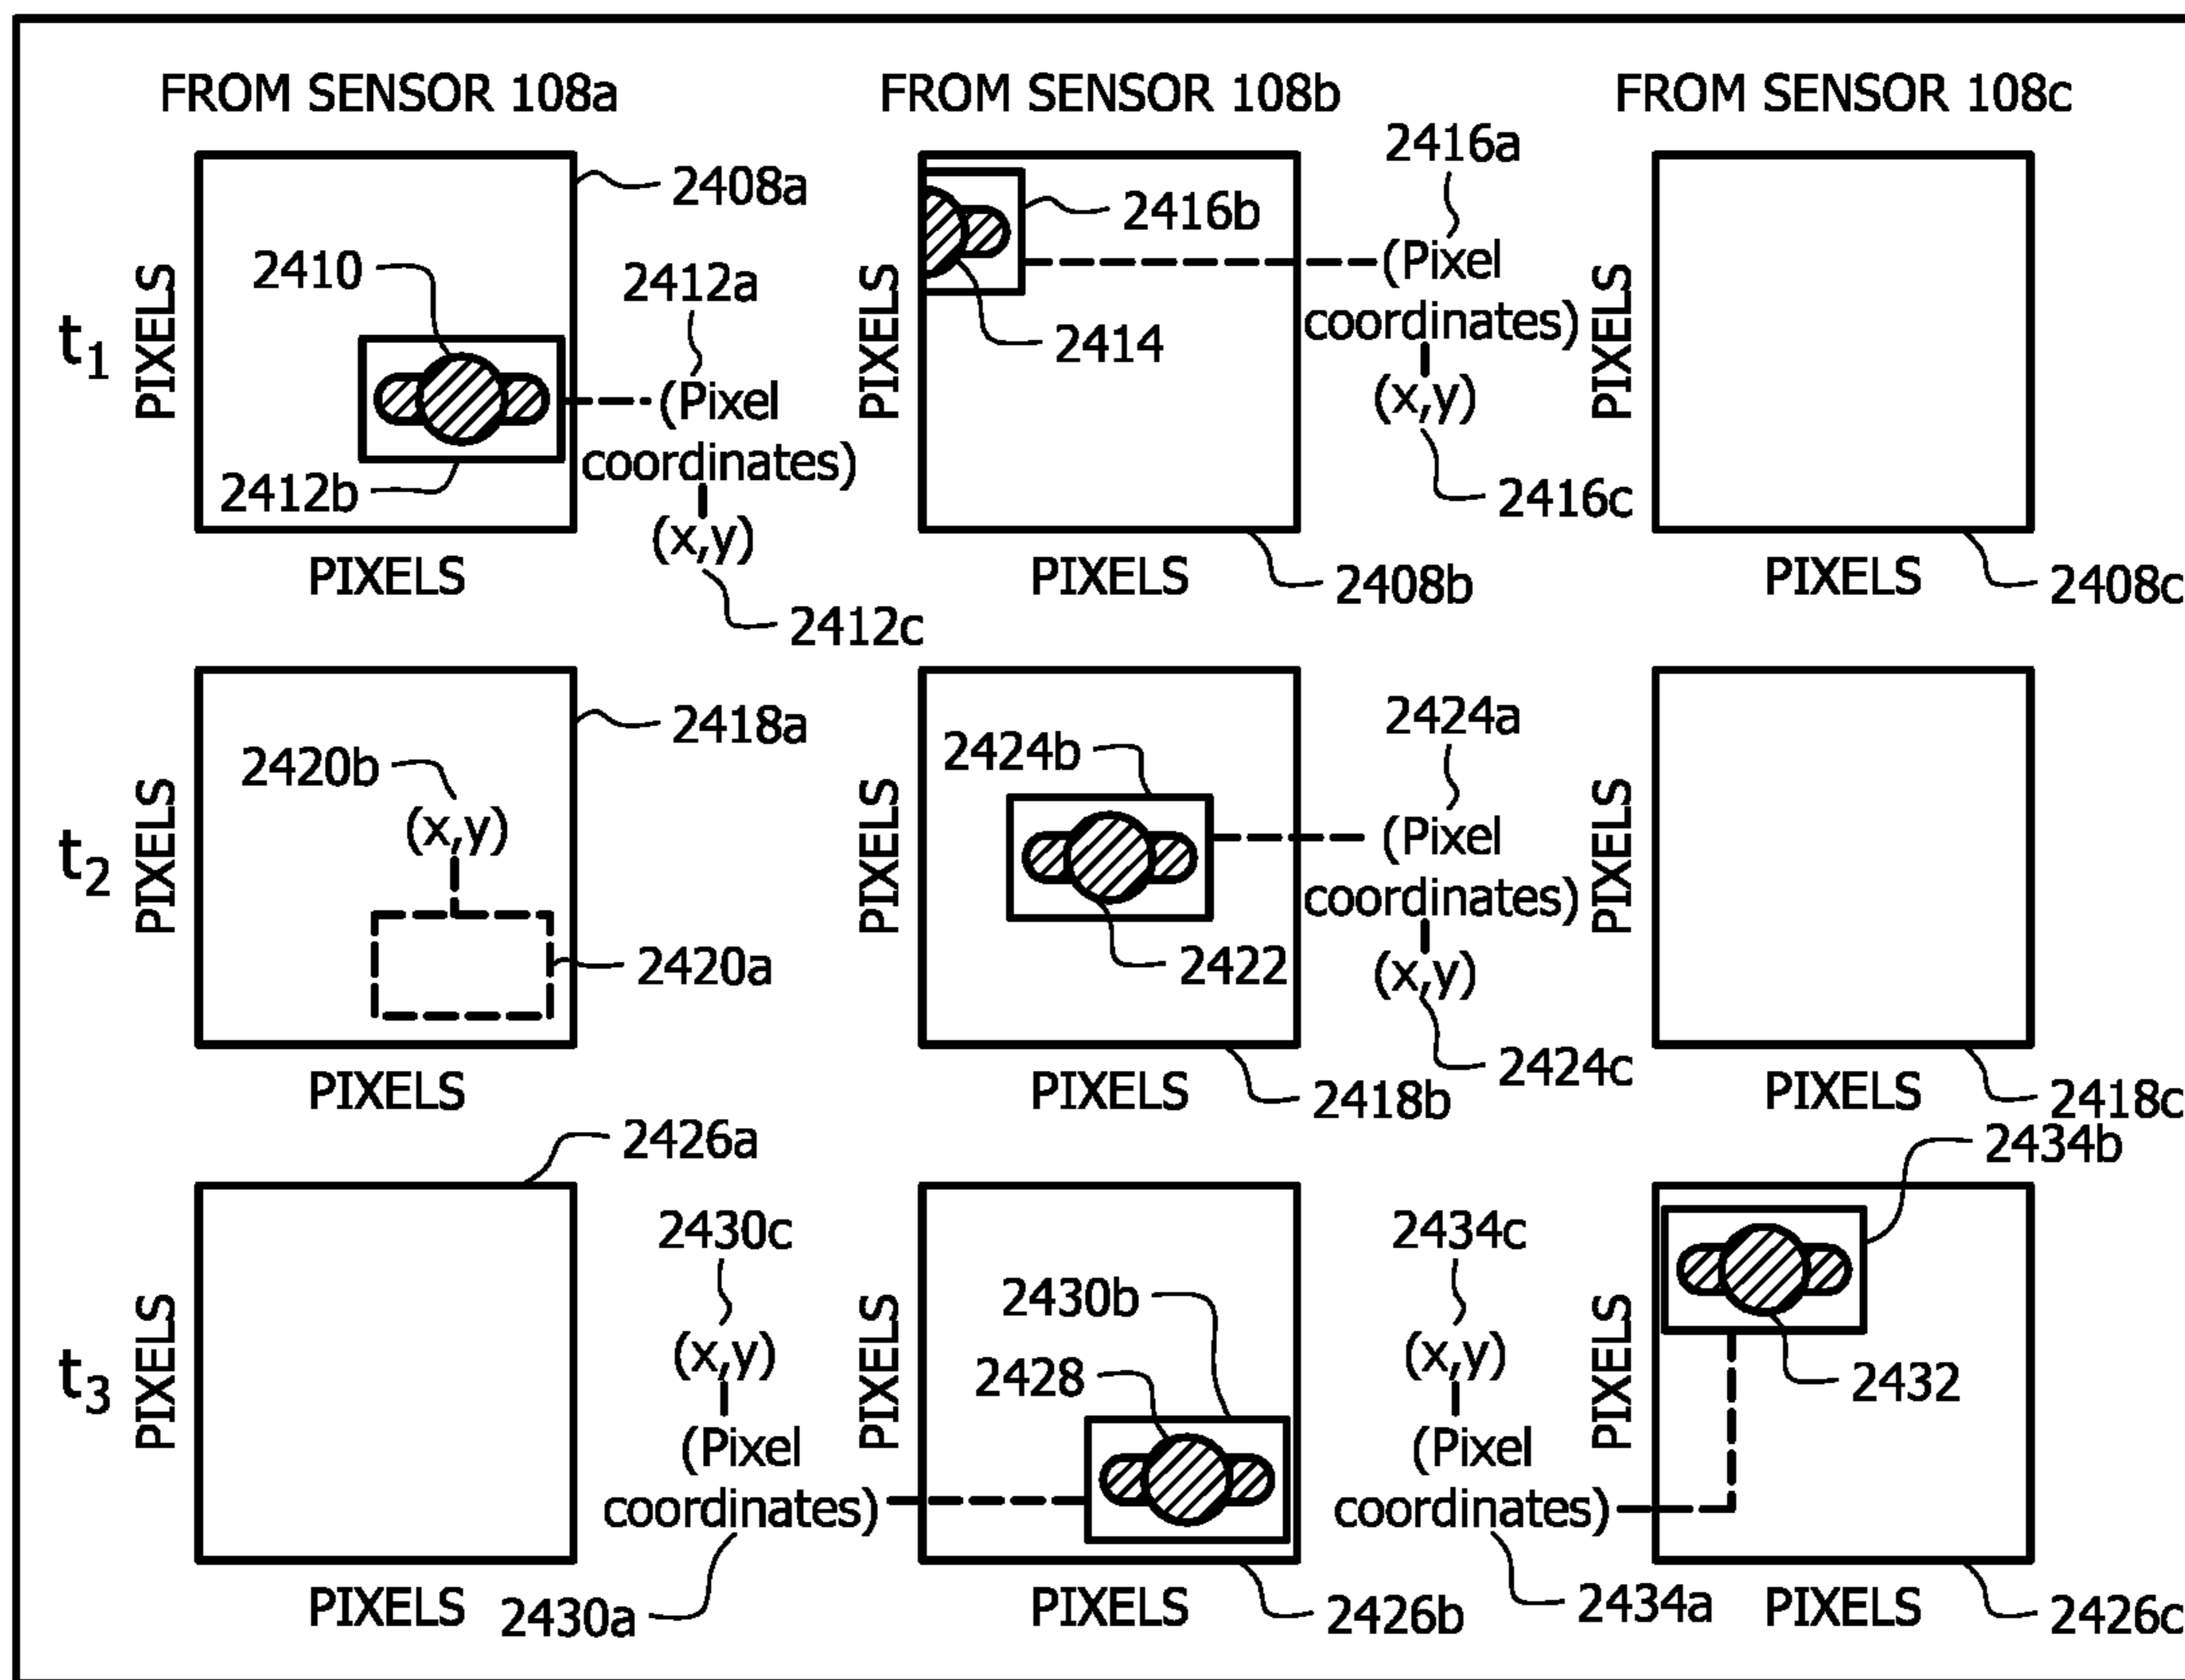 FROM SENSOR 108a
FROM SENSOR 108b
FROM SENSOR 108c
t1
PIXELS
2408a
2410
2412a
(Pixel
coordinates)
2412b
(x,y)
2412c
PIXELS
PIXELS
2416a
2416b
(Pixel
coordinates)
2414
(x,y)
2416c
PIXELS
2408b
PIXELS
PIXELS
2408c
t2
PIXELS
2418a
2420b
(x,y)
2420a
PIXELS
PIXELS
2424a
2424b
(Pixel
coordinates)
2422
(x,y)
2424c
PIXELS
2418b
PIXELS
PIXELS
2418c
t3
PIXELS
2426a
PIXELS
2430c
(x,y)
(Pixel
coordinates)
2430a
PIXELS
2430b
2428
PIXELS
2426b
2434c
(x,y)
(Pixel
coordinates)
2434a
PIXELS
2434b
2432
PIXELS
2426c